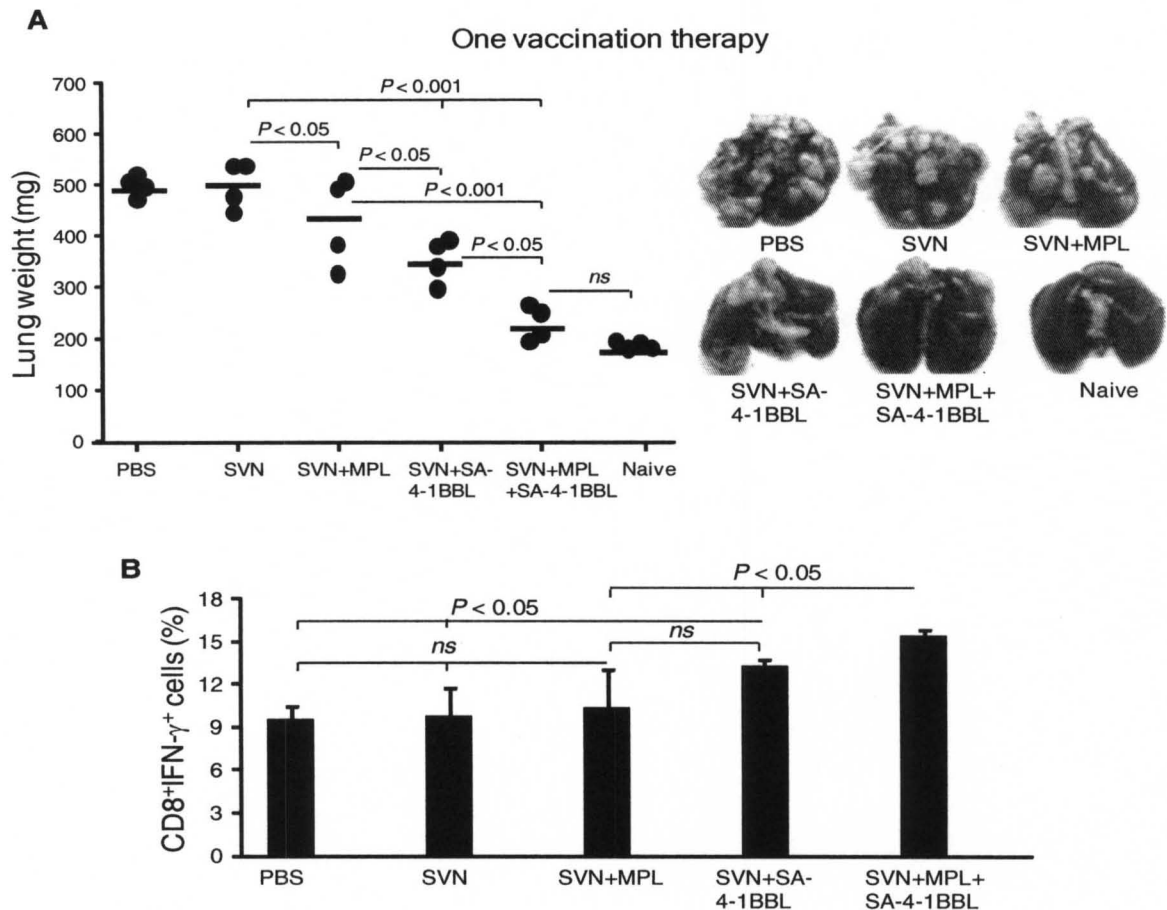 A
One vaccination therapy
Lung weight (mg)
700
600
500
400
300
200
100
0
P < 0.001
P < 0.05
P < 0.05
P < 0.001
P < 0.05
ns
PBS
SVN
SVN+MPL
SVN+SA-
4-1BBL
SVN+MPL
+SA-4-1BBL
Naive
PBS
SVN
SVN+MPL
SVN+SA-
4-1BBL
SVN+MPL+
SA-4-1BBL
Naive
B
CD8+IFN-γ+ cells (%)
18
15
12
9
6
3
0
P < 0.05
P < 0.05
ns
ns
PBS
SVN
SVN+MPL
SVN+SA-
4-1BBL
SVN+MPL+
SA-4-1BBL